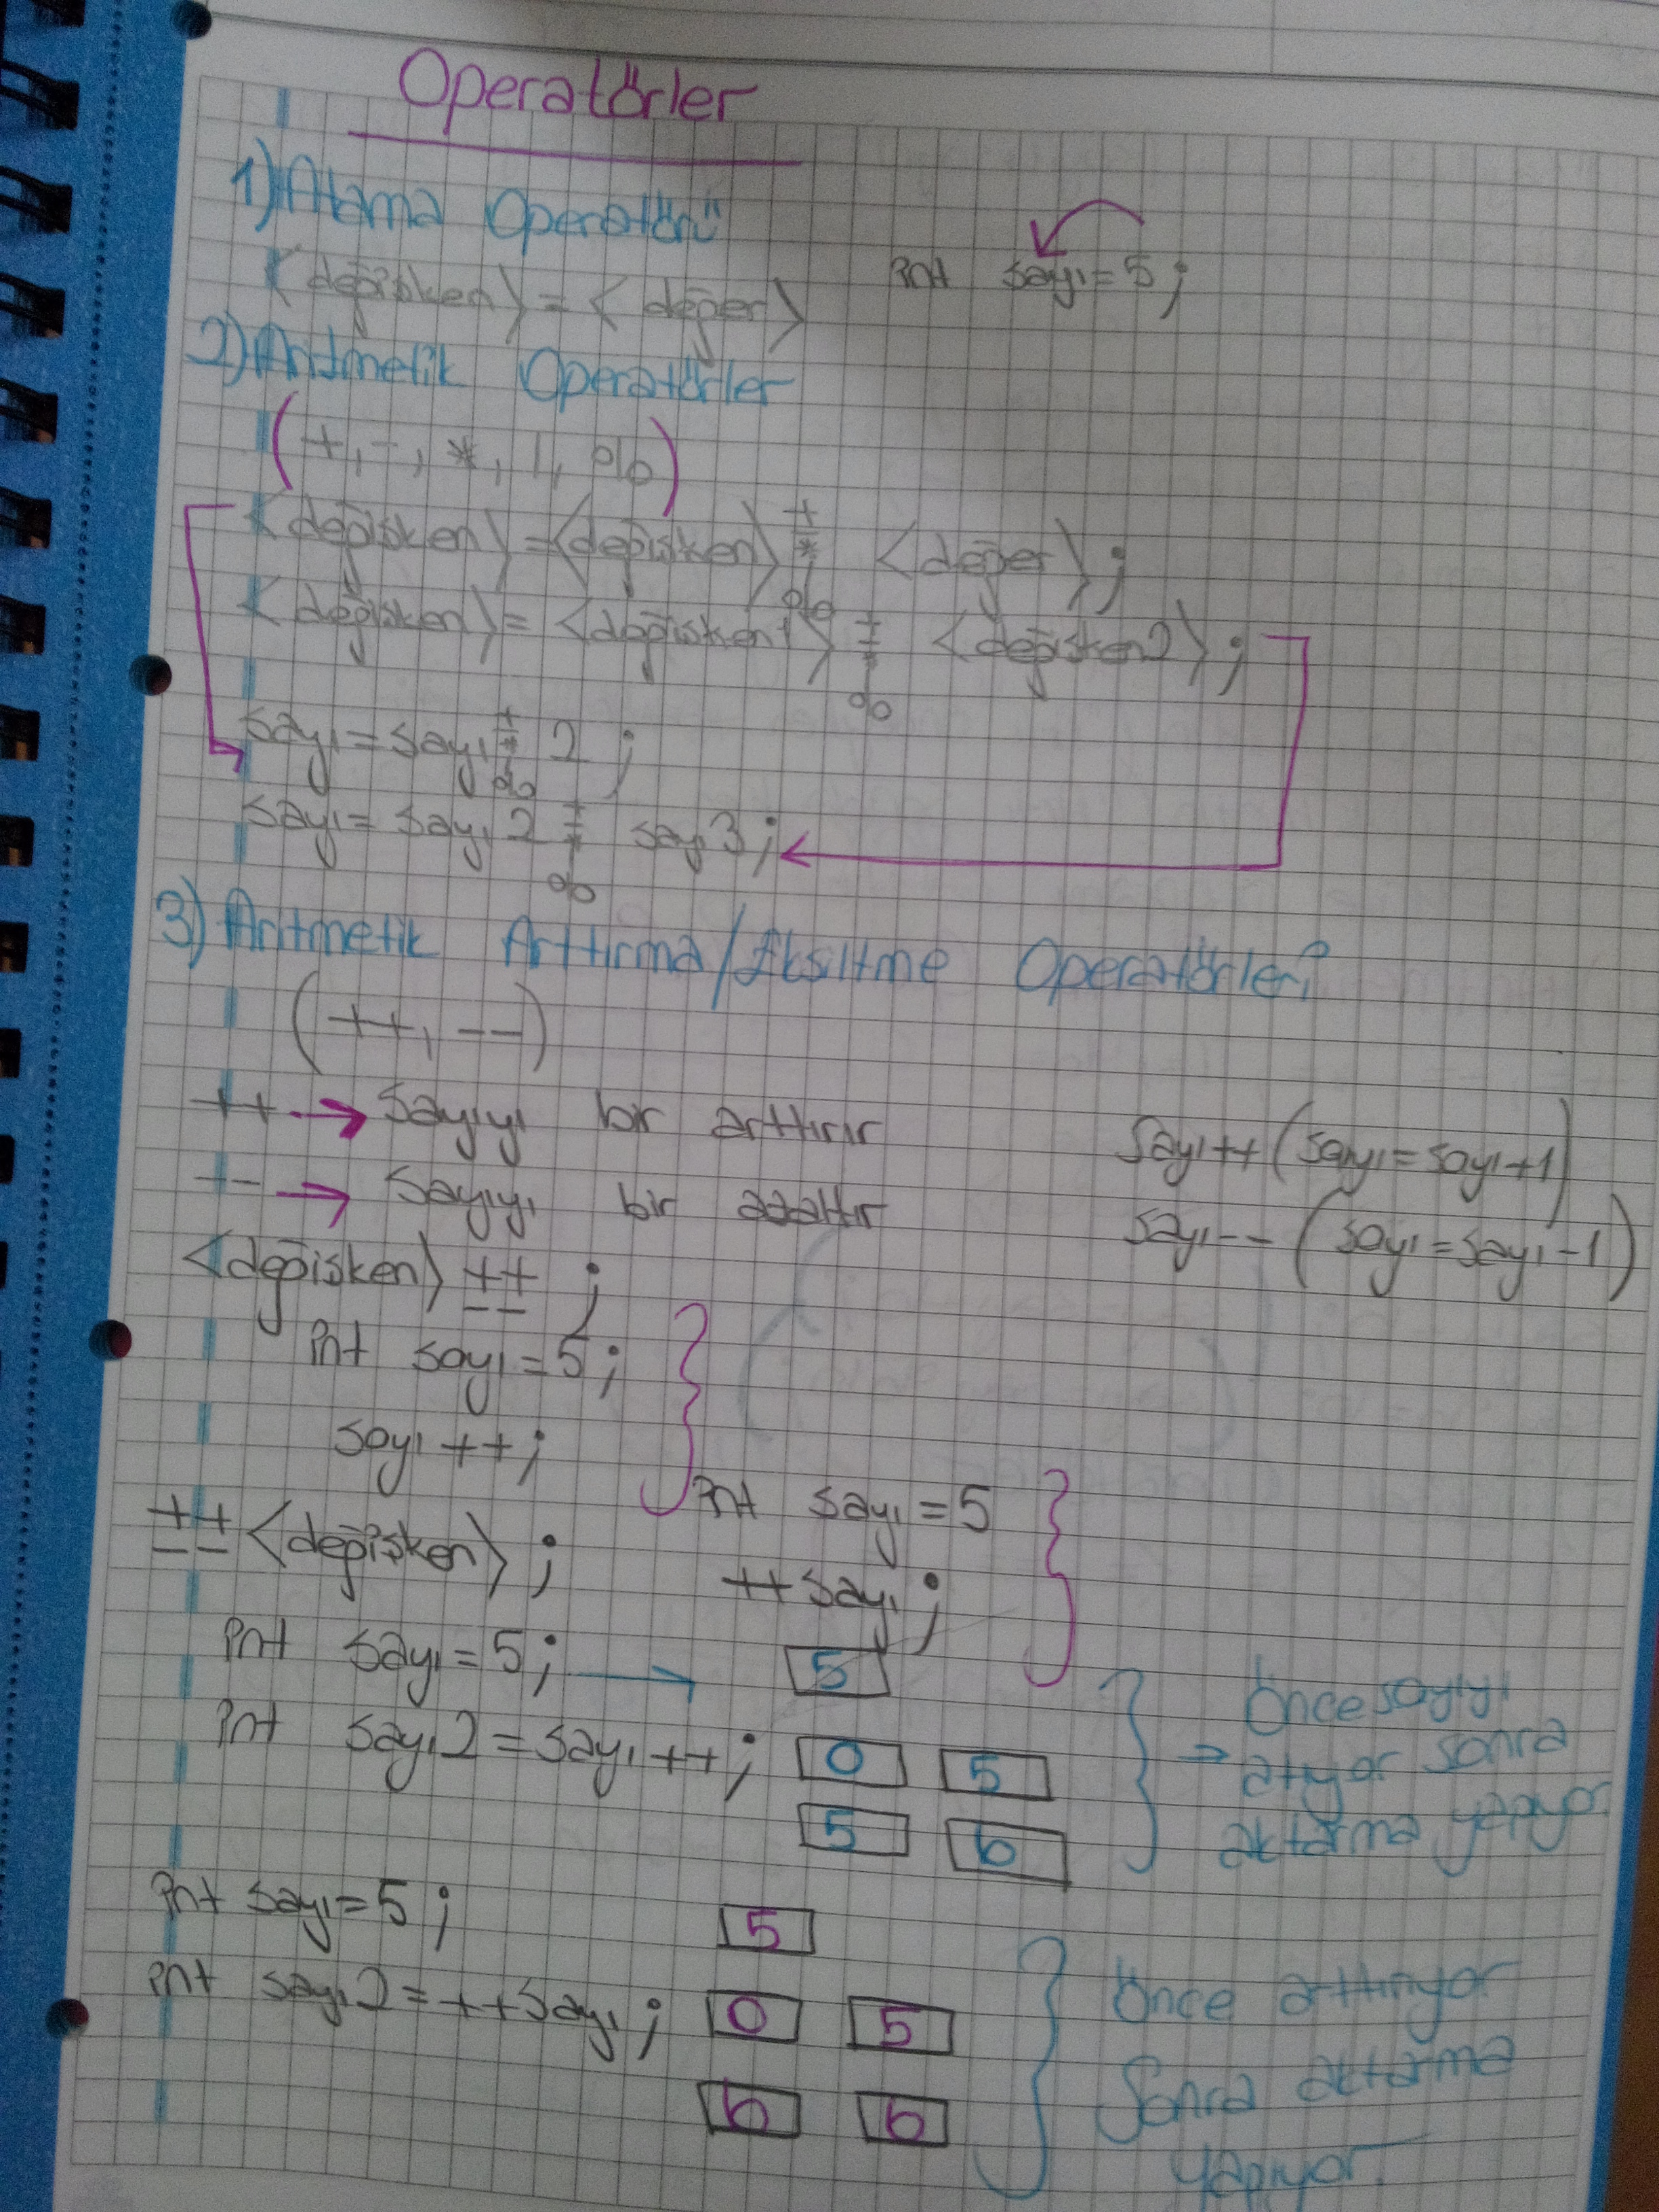 Operatörler
1) Atama Operatörü
<değişken> = <değer>
int sayı = 5;
2) Aritmetik Operatörler
(+, -, *, /, %)
<değişken> = <değişken> + - * / % <değer>;
<değişken> = <değişken1> + - * / % <değişken2>;
sayı = sayı + - * / % 2;
sayı = sayı2 + - * / % say3;
3) Aritmetik Arttırma/Eksiltme Operatörleri
(++, --)
++ → Sayıyı bir arttırır
-- → Sayıyı bir azaltır
Sayı++ (sayı = sayı+1)
sayı-- (sayı = sayı-1)
<değişken> ++ -- ;
int sayı = 5;
sayı ++;
++ -- <değişken>;
int sayı = 5
++sayı;
int sayı = 5; → 5
int sayı2 = sayı++; 0 5
5 6
→ Önce sayıyı
atıyor sonra
aktarma yapıyor.
int sayı = 5; 5
int sayı2 = ++sayı; 0 5
6 6
Önce arttırıyor
Sonra aktarma
yapıyor.